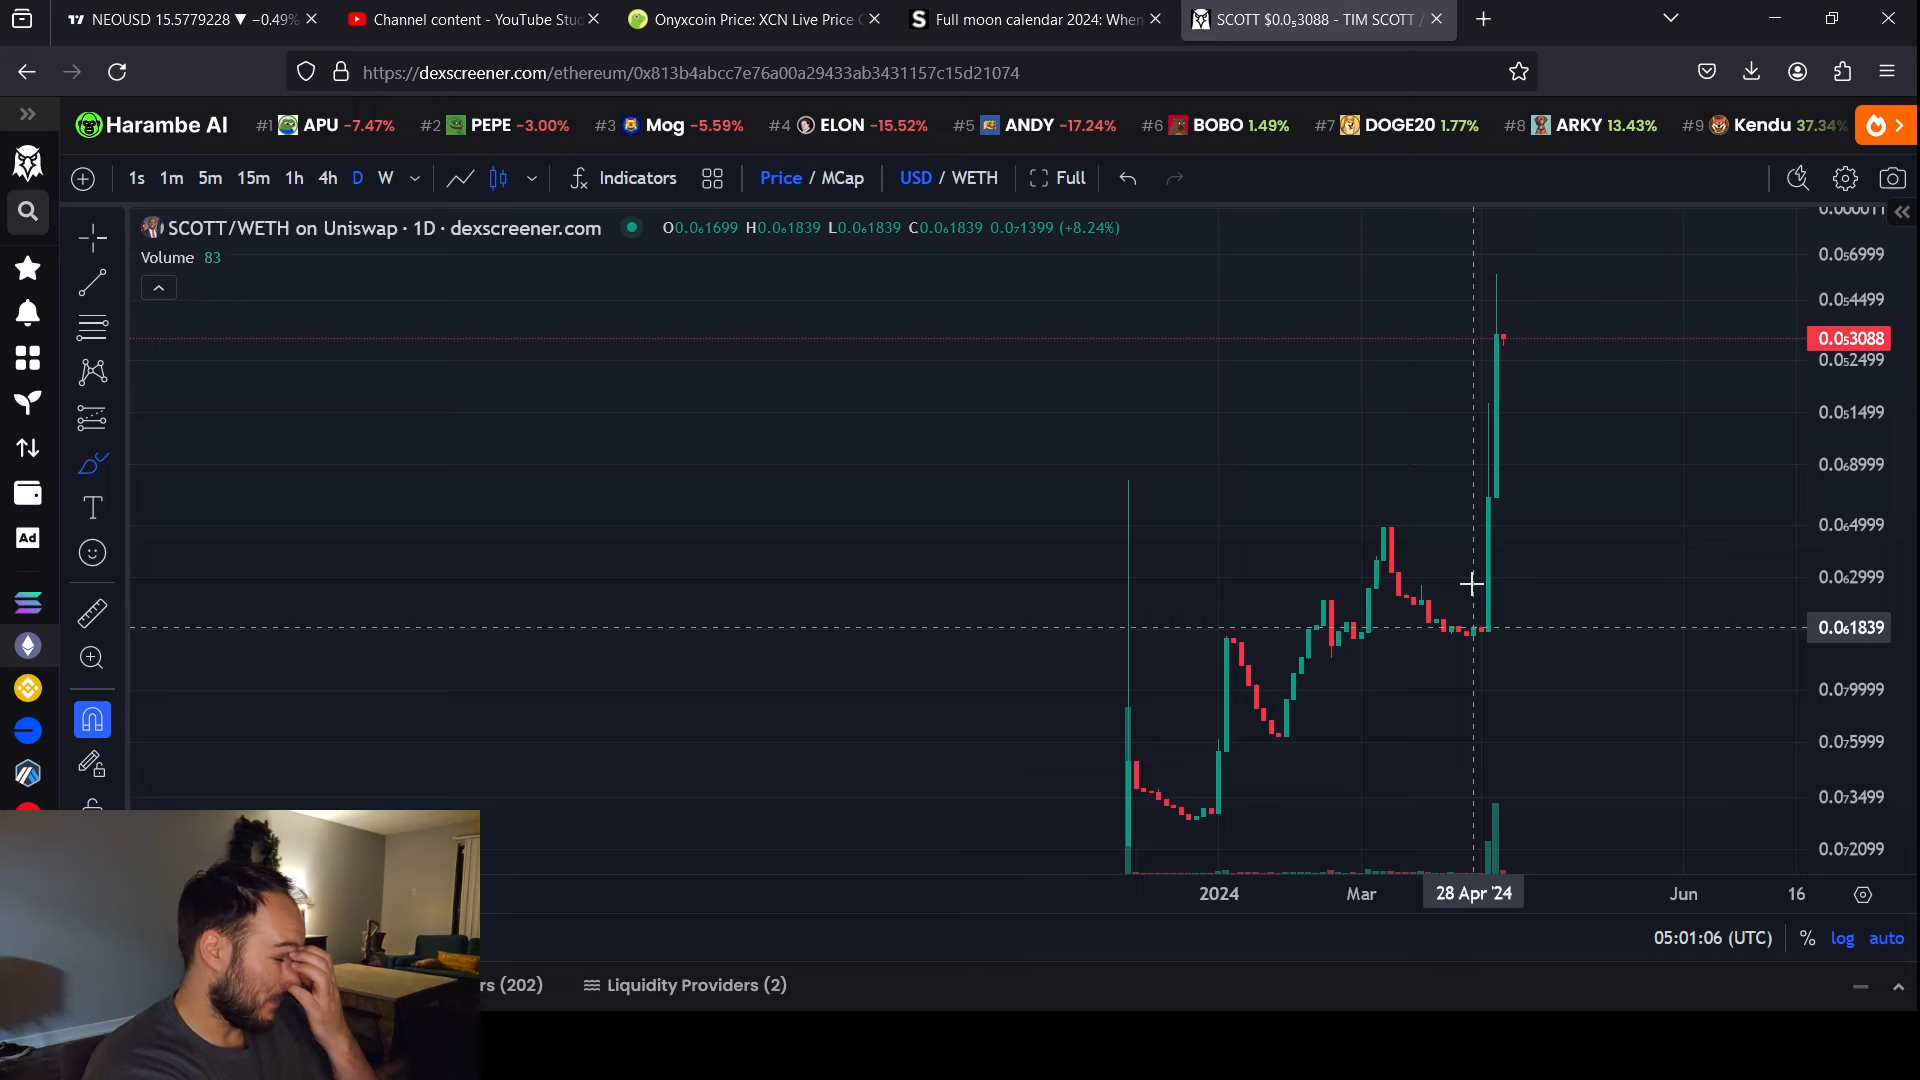 NEOUSD 15.5779228 ▼ −0.49%
Channel content - YouTube Stu
Onyxcoin Price: XCN Live Price
Full moon calendar 2024: When
SCOTT $0.0₅3088 - TIM SCOTT /
https://dexscreener.com/ethereum/0x813b4abcc7e76a00a29433ab3431157c15d21074
Harambe AI #1 APU -7.47% #2 PEPE -3.00% #3 Mog -5.59% #4 ELON -15.52% #5 ANDY -17.24% #6 BOBO 1.49% #7 DOGE20 1.77% #8 ARKY 13.43% #9 Kendu 37.34%
1s 1m 5m 15m 1h 4h D W Indicators Price / MCap USD / WETH Full
SCOTT/WETH on Uniswap · 1D · dexscreener.com O0.0₆1699 H0.0₆1839 L0.0₆1839 C0.0₆1839 0.0₇1399 (+8.24%)
Volume 83
0.000011
0.0₅6999
0.0₅4499
0.0₅3088
0.0₅2499
0.0₅1499
0.0₆8999
0.0₆4999
0.0₆2999
0.0₆1839
0.0₇9999
0.0₇5999
0.0₇3499
0.0₇2099
Ad
2024 Mar 28 Apr '24 Jun 16
05:01:06 (UTC) % log auto
rs (202) Liquidity Providers (2)